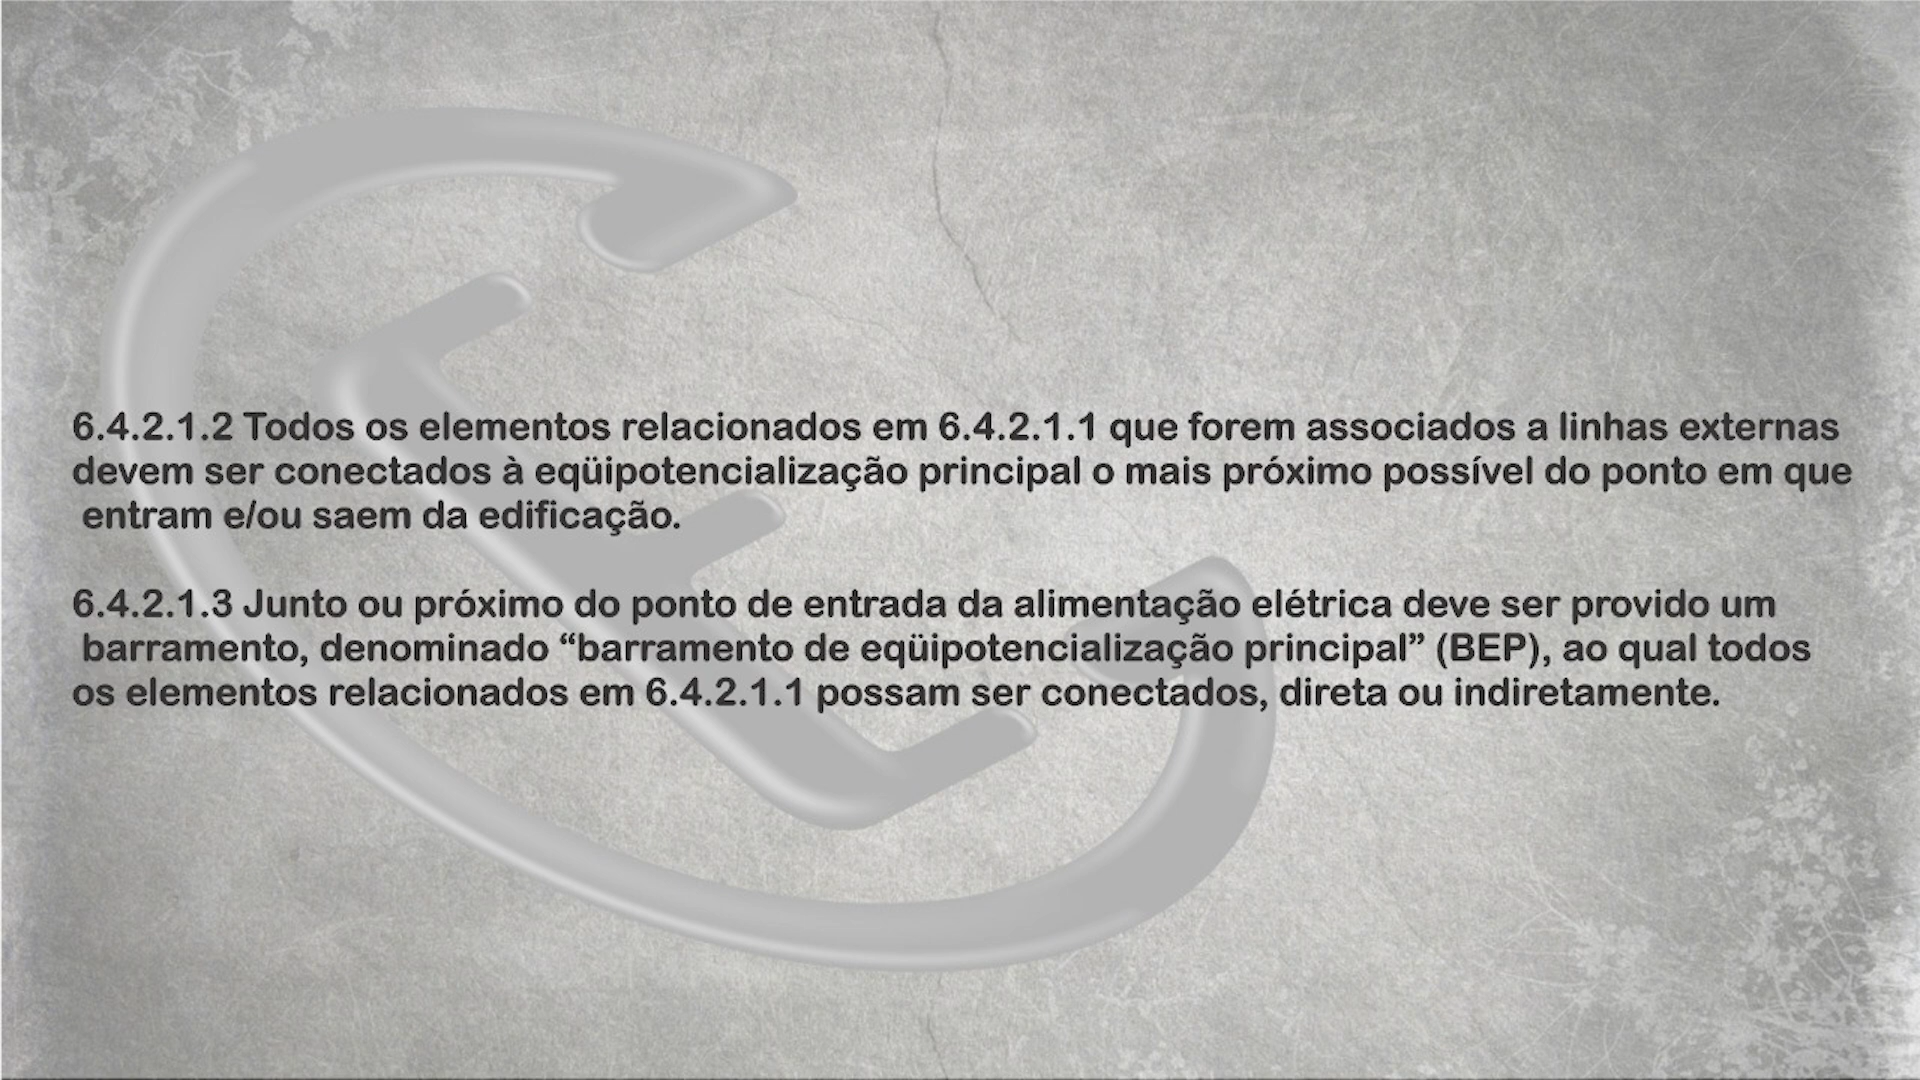 6.4.2.1.2 Todos os elementos relacionados em 6.4.2.1.1 que forem associados a linhas externas
devem ser conectados à eqüipotencialização principal o mais próximo possível do ponto em que
entram e/ou saem da edificação.
6.4.2.1.3 Junto ou próximo do ponto de entrada da alimentação elétrica deve ser provido um
barramento, denominado “barramento de eqüipotencialização principal” (BEP), ao qual todos
os elementos relacionados em 6.4.2.1.1 possam ser conectados, direta ou indiretamente.